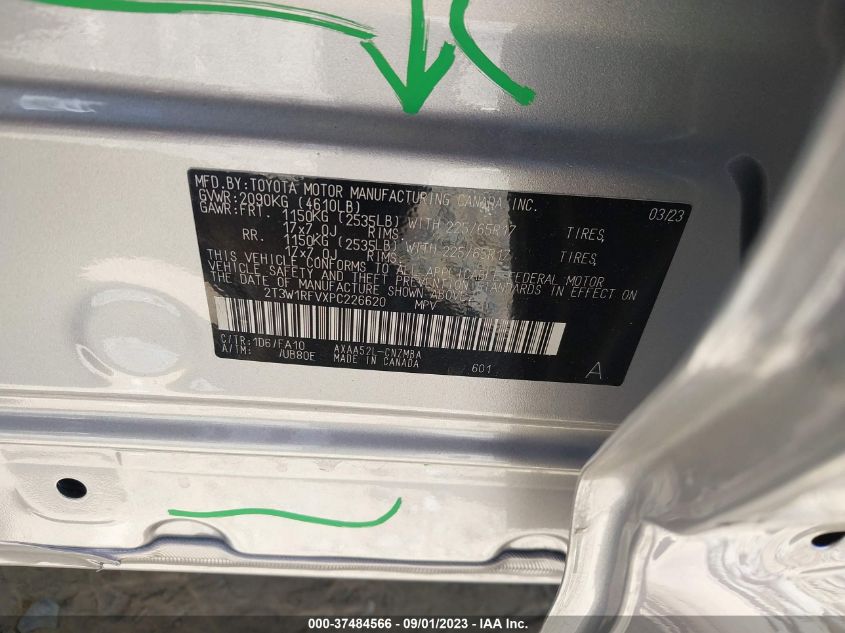 MFD.BY:TOYOTA MOTOR MANUFACTURING CANADA INC.
GVWR:2090KG (4610LB) 03/23
GAWR:FRT. 1150KG (2535LB) WITH 225/65R17 TIRES,
17x7.0J RIMS
RR. 1150KG (2535LB) WITH 225/65R17 TIRES,
17x7.0J RIMS
THIS VEHICLE CONFORMS TO ALL APPLICABLE FEDERAL MOTOR
VEHICLE SAFETY AND THEFT PREVENTION STANDARDS IN EFFECT ON
THE DATE OF MANUFACTURE SHOWN ABOVE.
2T3W1RFVXPC226620 MPV
C/TR:1D6/FA10 AXAA52L-CNZMBA
A/TM: /UB80E MADE IN CANADA 601 A
000-37484566 - 09/01/2023 - IAA Inc.